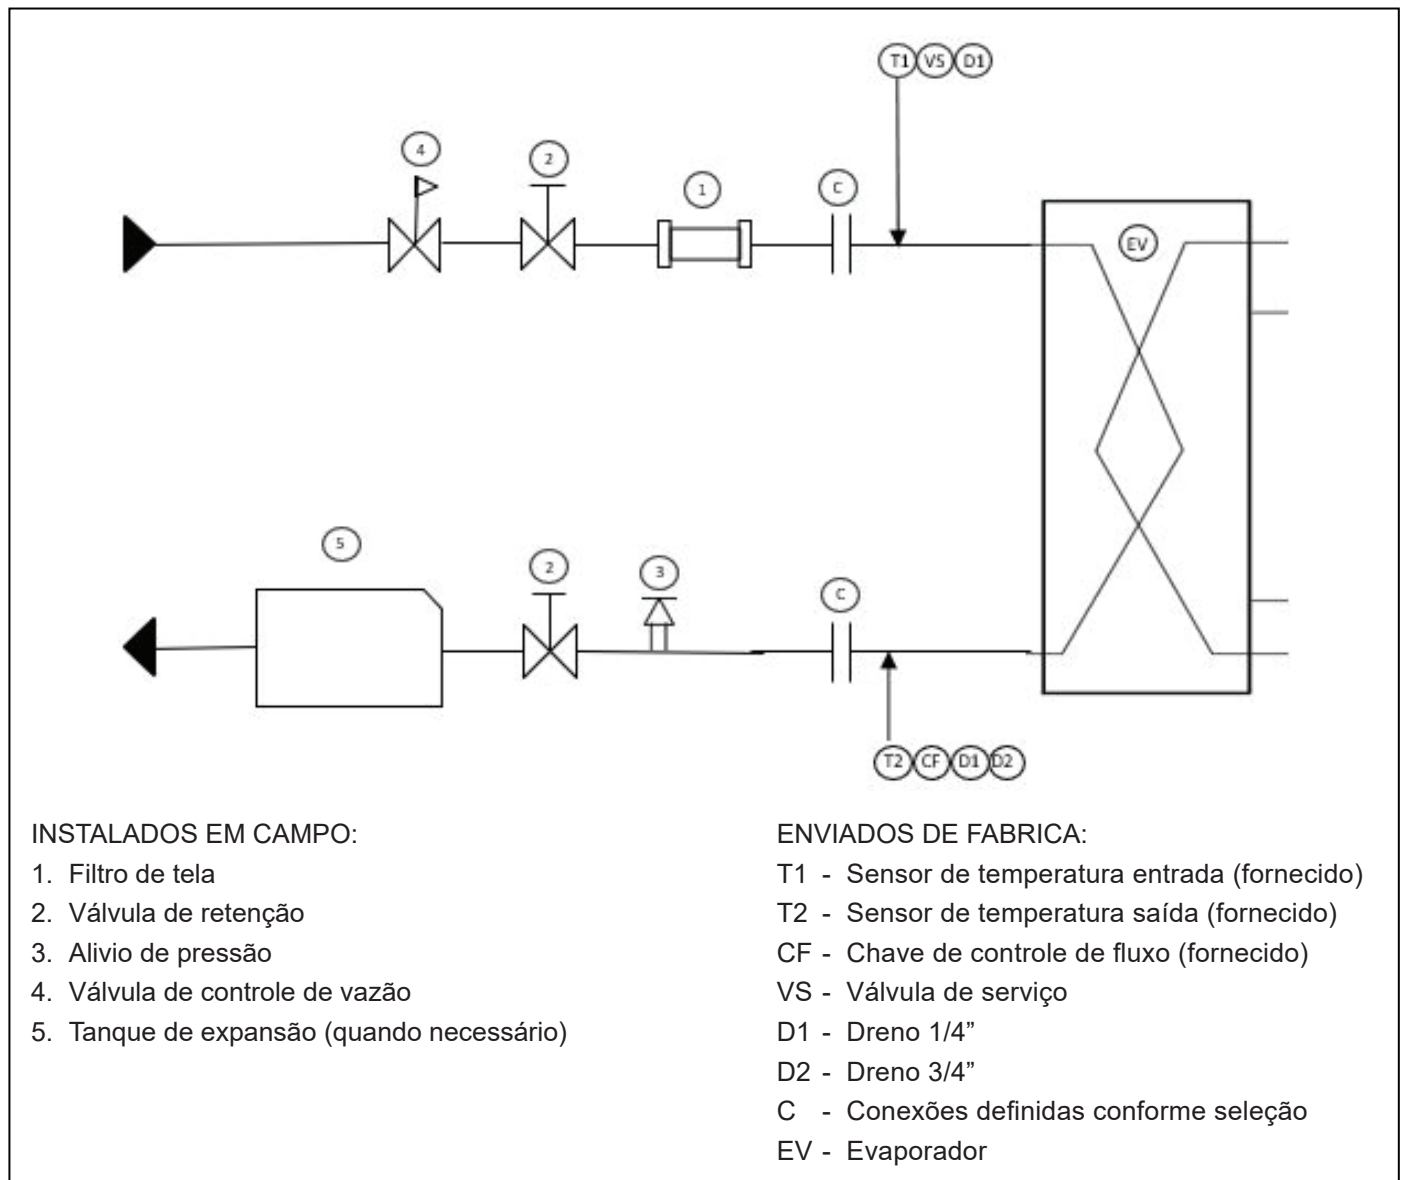 T1 VS D1
4
2
1
C
EV
5
2
3
C
T2 CF D1 D2
INSTALADOS EM CAMPO:
1. Filtro de tela
2. Válvula de retenção
3. Alivio de pressão
4. Válvula de controle de vazão
5. Tanque de expansão (quando necessário)
ENVIADOS DE FABRICA:
T1 - Sensor de temperatura entrada (fornecido)
T2 - Sensor de temperatura saída (fornecido)
CF - Chave de controle de fluxo (fornecido)
VS - Válvula de serviço
D1 - Dreno 1/4”
D2 - Dreno 3/4”
C - Conexões definidas conforme seleção
EV - Evaporador